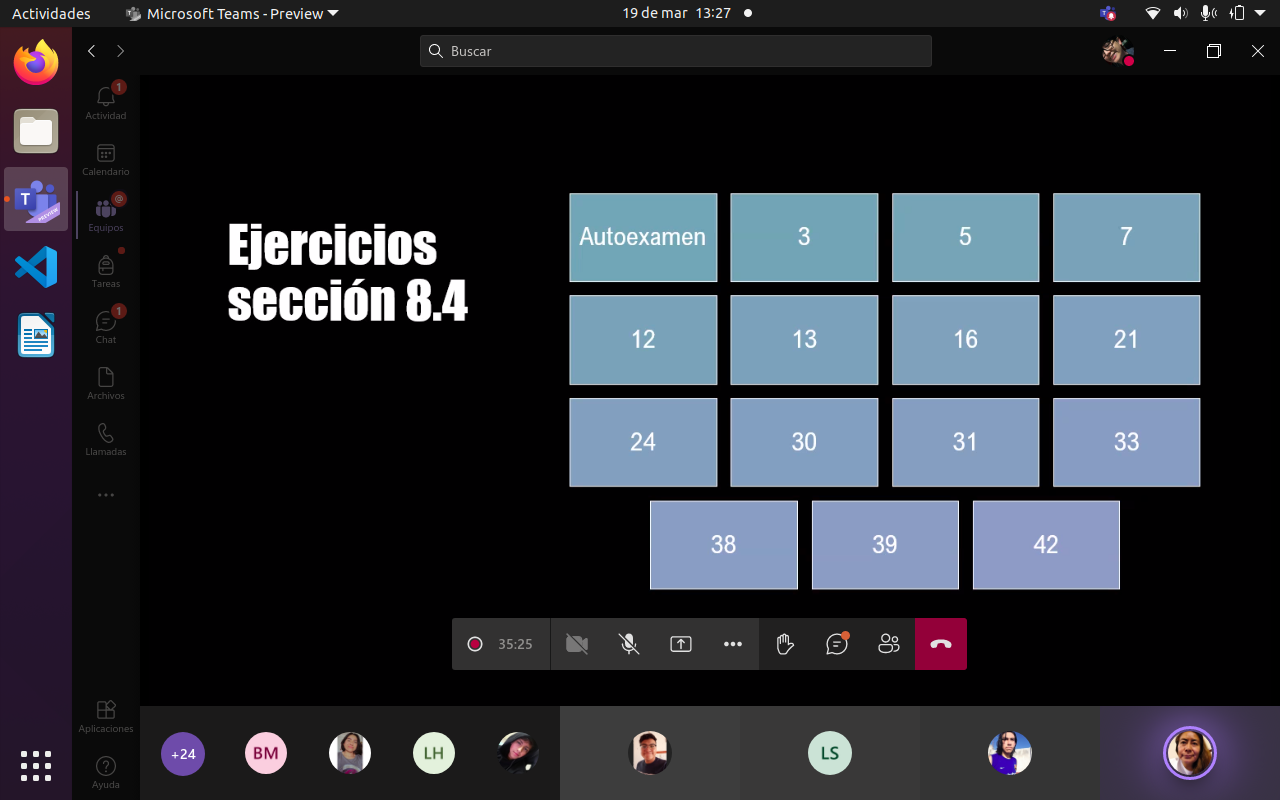 Actividades
Microsoft Teams - Preview
19 de mar 13:27
Buscar
1
Actividad
Calendario
@
Equipos
Tareas
1
Chat
Archivos
Llamadas
Aplicaciones
Ayuda
T
PREVIEW
Ejercicios
sección 8.4
Autoexamen
3
5
7
12
13
16
21
24
30
31
33
38
39
42
35:25
+24
BM
LH
LS